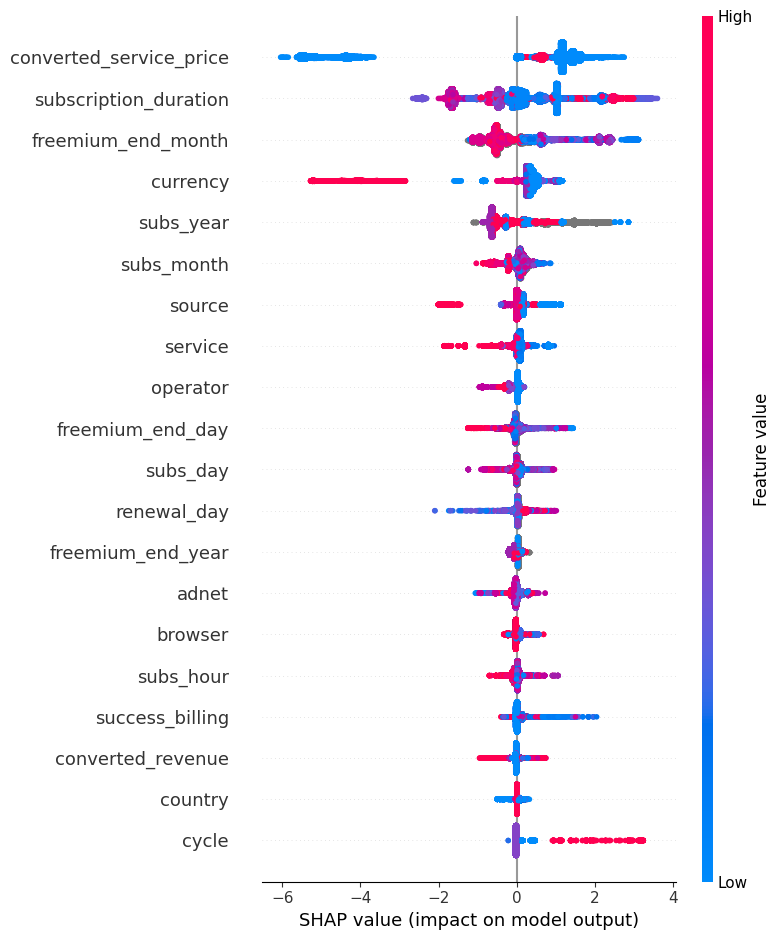 High
converted_service_price
subscription_duration
freemium_end_month
currency
subs_year
subs_month
source
service
operator
freemium_end_day
subs_day
renewal_day
freemium_end_year
adnet
browser
subs_hour
success_billing
converted_revenue
country
cycle
Feature value
Low
−6 −4 −2 0 2 4
SHAP value (impact on model output)